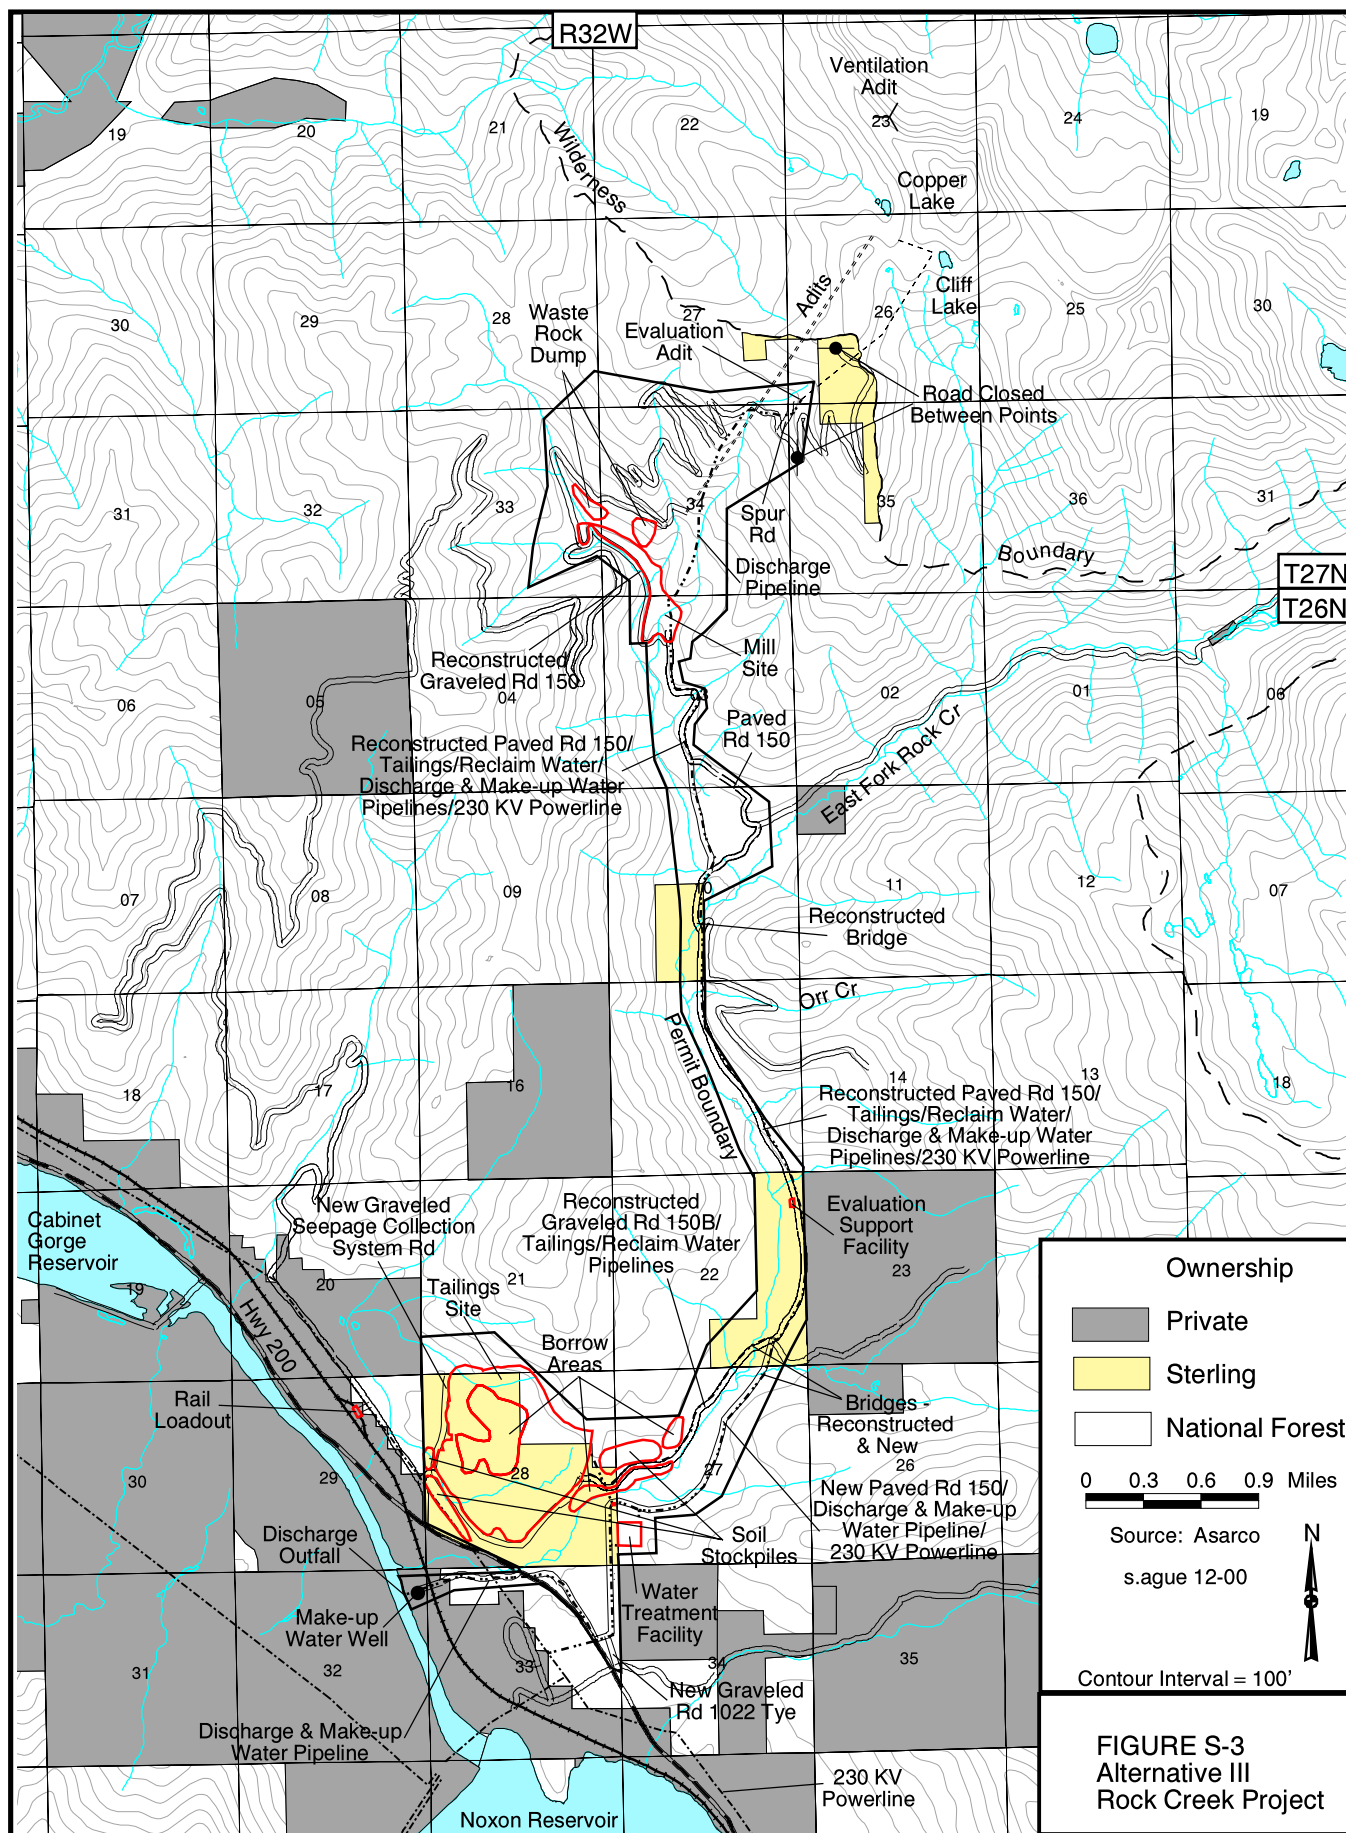 R32W
Ventilation
Adit
19
20
21
22
23
24
19
Wilderness
Copper
Lake
Adits
Cliff
Lake
30
29
28
27
26
25
30
Waste
Rock
Dump
Evaluation
Adit
Road Closed
Between Points
31
32
33
34
35
36
31
Spur
Rd
Discharge
Pipeline
Boundary
T27N
T26N
Reconstructed
Graveled Rd 150
Mill
Site
06
05
04
03
02
01
06
Paved
Rd 150
Reconstructed Paved Rd 150/
Tailings/Reclaim Water/
Discharge & Make-up Water
Pipelines/230 KV Powerline
East Fork Rock Cr
07
08
09
10
11
12
07
Reconstructed
Bridge
Orr Cr
Permit Boundary
18
17
16
14
13
18
Reconstructed Paved Rd 150/
Tailings/Reclaim Water/
Discharge & Make-up Water
Pipelines/230 KV Powerline
Cabinet
Gorge
Reservoir
New Graveled
Seepage Collection
System Rd
Reconstructed
Graveled Rd 150B/
Tailings/Reclaim Water
Pipelines
Evaluation
Support
Facility
19
20
21
22
23
Tailings
Site
Hwy 200
Borrow
Areas
Rail
Loadout
Bridges -
Reconstructed
& New
30
29
28
27
26
New Paved Rd 150/
Discharge & Make-up
Water Pipeline/
230 KV Powerline
Discharge
Outfall
Soil
Stockpiles
Make-up
Water Well
Water
Treatment
Facility
31
32
33
34
35
New Graveled
Rd 1022 Tye
Discharge & Make-up
Water Pipeline
230 KV
Powerline
Noxon Reservoir
Ownership
Private
Sterling
National Forest
0 0.3 0.6 0.9 Miles
Source: Asarco
N
s.ague 12-00
Contour Interval = 100'
FIGURE S-3
Alternative III
Rock Creek Project